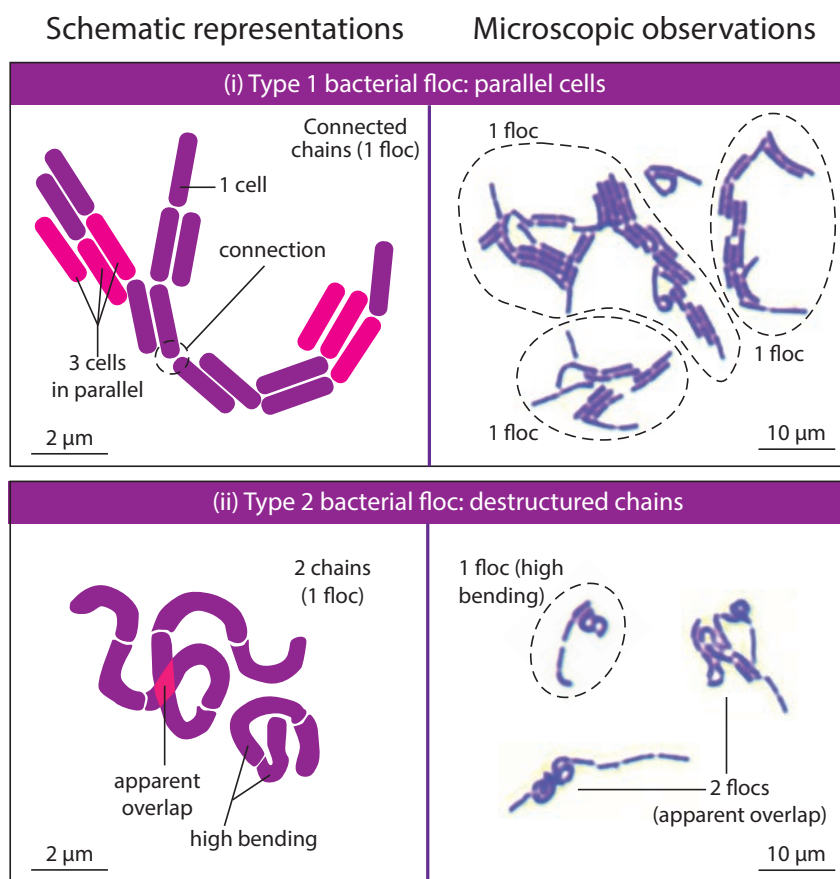 Schematic representations
Microscopic observations
(i) Type 1 bacterial floc: parallel cells
Connected
chains (1 floc)
1 cell
connection
3 cells
in parallel
2 μm
1 floc
1 floc
1 floc
10 μm
(ii) Type 2 bacterial floc: destructured chains
2 chains
(1 floc)
apparent
overlap
high bending
2 μm
1 floc (high
bending)
2 flocs
(apparent overlap)
10 μm